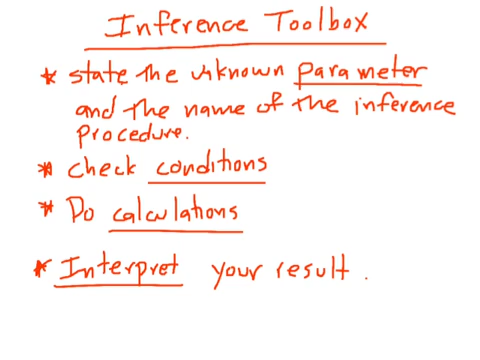 Inference Toolbox
* state the unknown parameter
and the name of the inference
procedure.
* check conditions
* Do calculations
* Interpret your result.